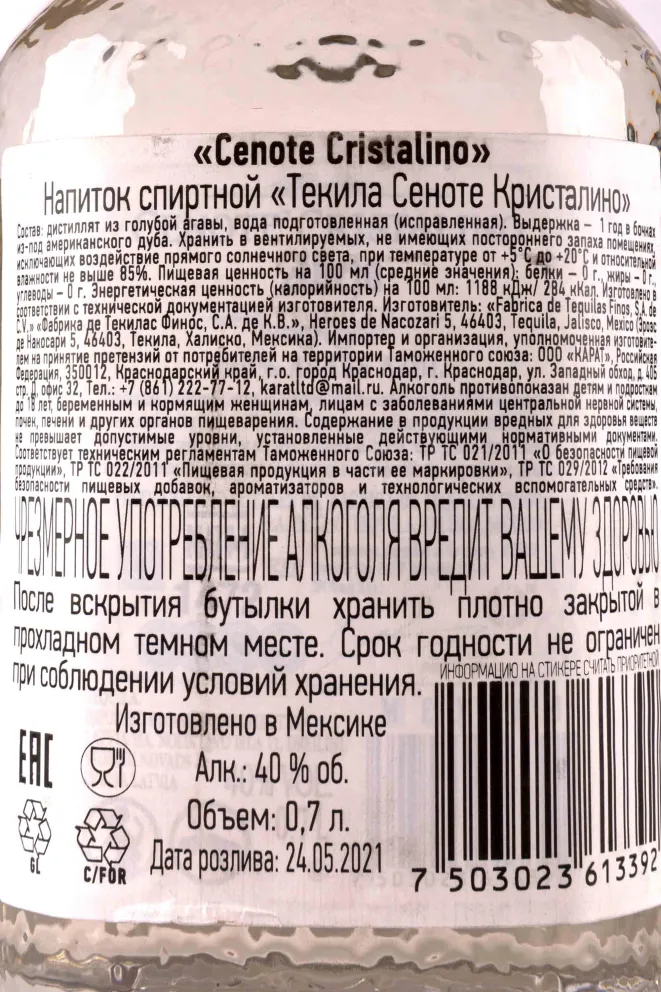 «Cenote Cristalino»
Напиток спиртной «Текила Сеноте Кристалино»
Состав: дистиллят из голубой агавы, вода подготовленная (исправленная). Выдержка – 1 год в бочках
из-под американского дуба. Хранить в вентилируемых, не имеющих постороннего запаха помещениях,
исключающих воздействие прямого солнечного света, при температуре от +5°C до +20°C и относительной
влажности не выше 85%. Пищевая ценность на 100 мл (средние значения): белки – 0 г., жиры – 0 г.,
углеводы – 0 г. Энергетическая ценность (калорийность) на 100 мл: 1188 кДж/ 284 кКал. Изготовлено в
соответствии с технической документацией изготовителя. Изготовитель: «Fabrica de Tequilas Finos, S.A. de
C.V.» «Фабрика де Текилас Финос, С.А. де К.В.», Heroes de Nacozari 5, 46403, Tequila, Jalisco, Mexico (Эроэс
де Накосари 5, 46403, Текила, Халиско, Мексика). Импортер и организация, уполномоченная изготовите-
лем на принятие претензий от потребителей на территории Таможенного союза: ООО «КАРАТ», Российская
Федерация, 350012, Краснодарский край, г.о. город Краснодар, г. Краснодар, ул. Западный обход, д. 405
стр. Д, офис 32, Тел.: +7 (861) 222-77-12, karatltd@mail.ru. Алкоголь противопоказан детям и подросткам
до 18 лет, беременным и кормящим женщинам, лицам с заболеваниями центральной нервной системы,
почек, печени и других органов пищеварения. Содержание в продукции вредных для здоровья веществ
не превышает допустимые уровни, установленные действующими нормативными документами.
Соответствует техническим регламентам Таможенного Союза: ТР ТС 021/2011 «О безопасности пищевой
продукции», ТР ТС 022/2011 «Пищевая продукция в части ее маркировки», ТР ТС 029/2012 «Требования
безопасности пищевых добавок, ароматизаторов и технологических вспомогательных средств».
ЧРЕЗМЕРНОЕ УПОТРЕБЛЕНИЕ АЛКОГОЛЯ ВРЕДИТ ВАШЕМУ ЗДОРОВЬЮ
После вскрытия бутылки хранить плотно закрытой в
прохладном темном месте. Срок годности не ограничен
при соблюдении условий хранения.
ИНФОРМАЦИЮ НА СТИКЕРЕ СЧИТАТЬ ПРИОРИТЕТНОЙ
Изготовлено в Мексике
EAC
Алк.: 40 % об.
Объем: 0,7 л.
Дата розлива: 24.05.2021
GL
C/FOR
7 503023 613392